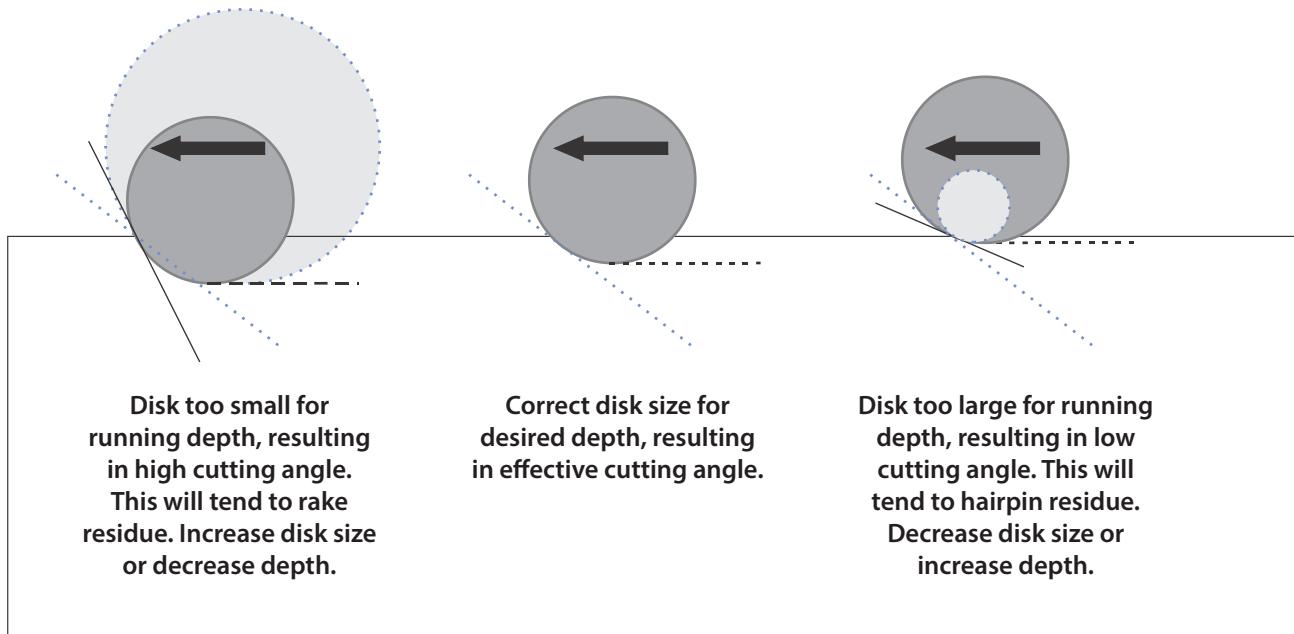 Disk too small for
running depth, resulting
in high cutting angle.
This will tend to rake
residue. Increase disk size
or decrease depth.
Correct disk size for
desired depth, resulting
in effective cutting angle.
Disk too large for running
depth, resulting in low
cutting angle. This will
tend to hairpin residue.
Decrease disk size or
increase depth.